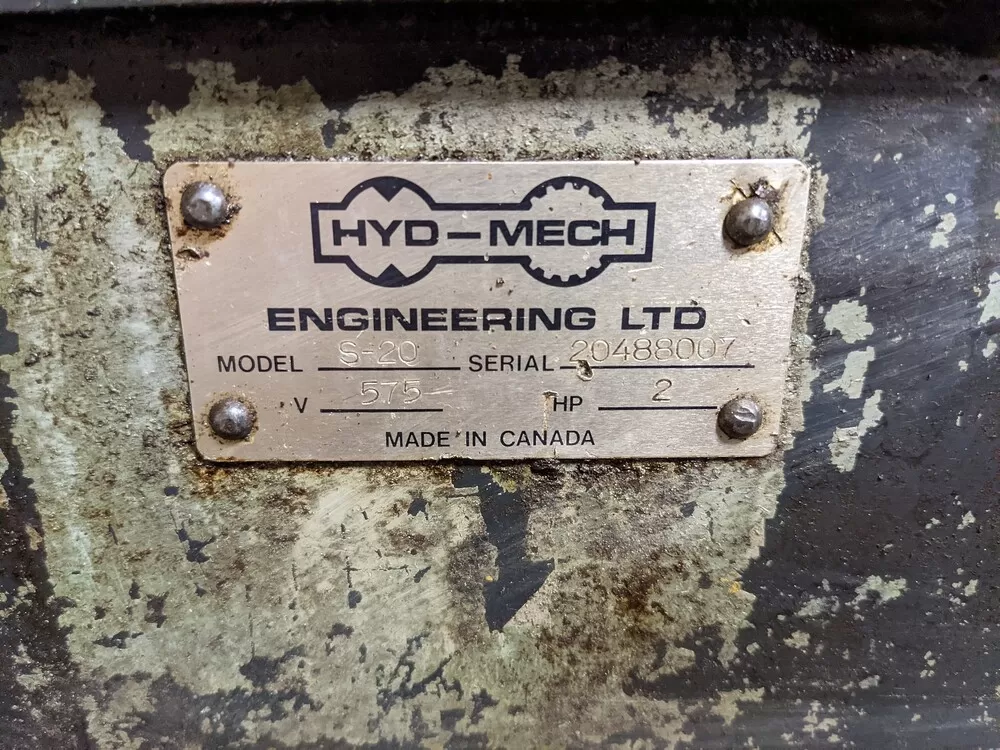 HYD-MECH
ENGINEERING LTD
MODEL S-20 SERIAL 20488007
V 575 HP 2
MADE IN CANADA